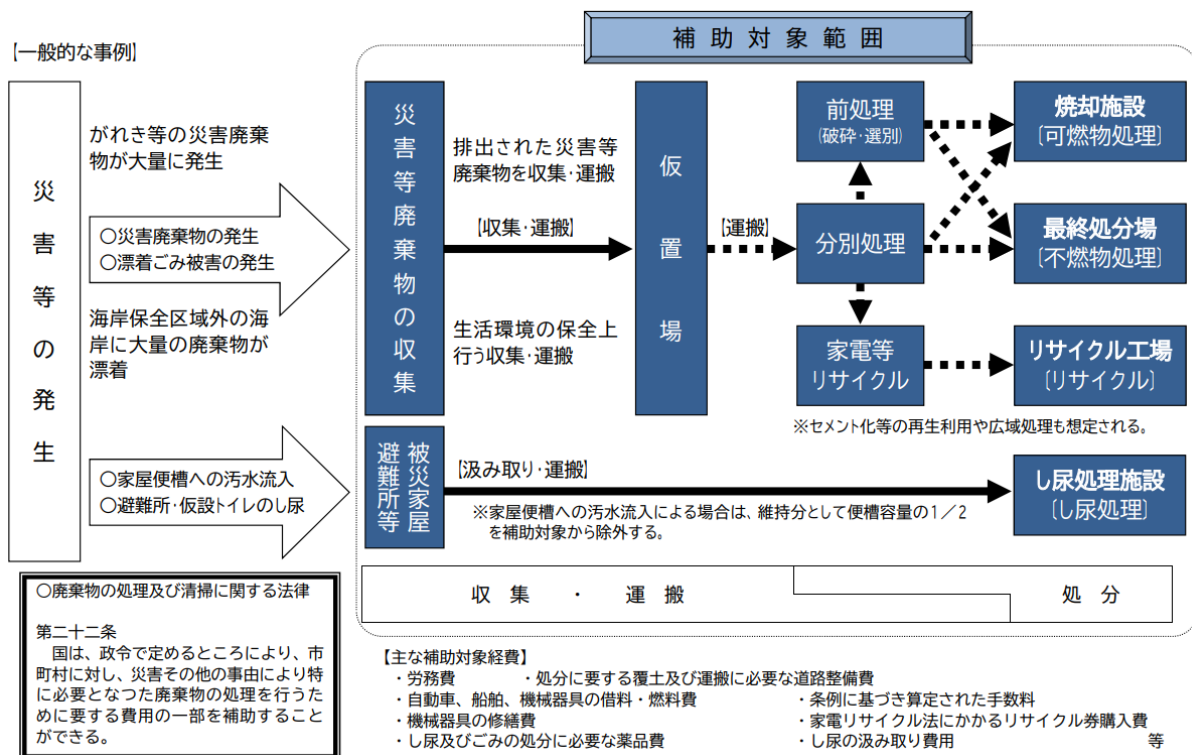 補助対象範囲
【一般的な事例】
災害等の発生
がれき等の災害廃棄
物が大量に発生
○災害廃棄物の発生
○漂着ごみ被害の発生
海岸保全区域外の海
岸に大量の廃棄物が
漂着
○家屋便槽への汚水流入
○避難所・仮設トイレのし尿
災害等廃棄物の収集
排出された災害等
廃棄物を収集・運搬
【収集・運搬】
生活環境の保全上
行う収集・運搬
仮置場
【運搬】
前処理
(破砕・選別)
分別処理
家電等
リサイクル
焼却施設
〔可燃物処理〕
最終処分場
〔不燃物処理〕
リサイクル工場
〔リサイクル〕
※セメント化等の再生利用や広域処理も想定される。
被災家屋
避難所等
【汲み取り・運搬】
※家屋便槽への汚水流入による場合は、維持分として便槽容量の1／2
を補助対象から除外する。
し尿処理施設
〔し尿処理〕
収集・運搬
処分
○廃棄物の処理及び清掃に関する法律
第二十二条
　国は、政令で定めるところにより、市
町村に対し、災害その他の事由により特
に必要となつた廃棄物の処理を行うた
めに要する費用の一部を補助すること
ができる。
【主な補助対象経費】
・労務費　・処分に要する覆土及び運搬に必要な道路整備費
・自動車、船舶、機械器具の借料・燃料費　・条例に基づき算定された手数料
・機械器具の修繕費　・家電リサイクル法にかかるリサイクル券購入費
・し尿及びごみの処分に必要な薬品費　・し尿の汲み取り費用　等